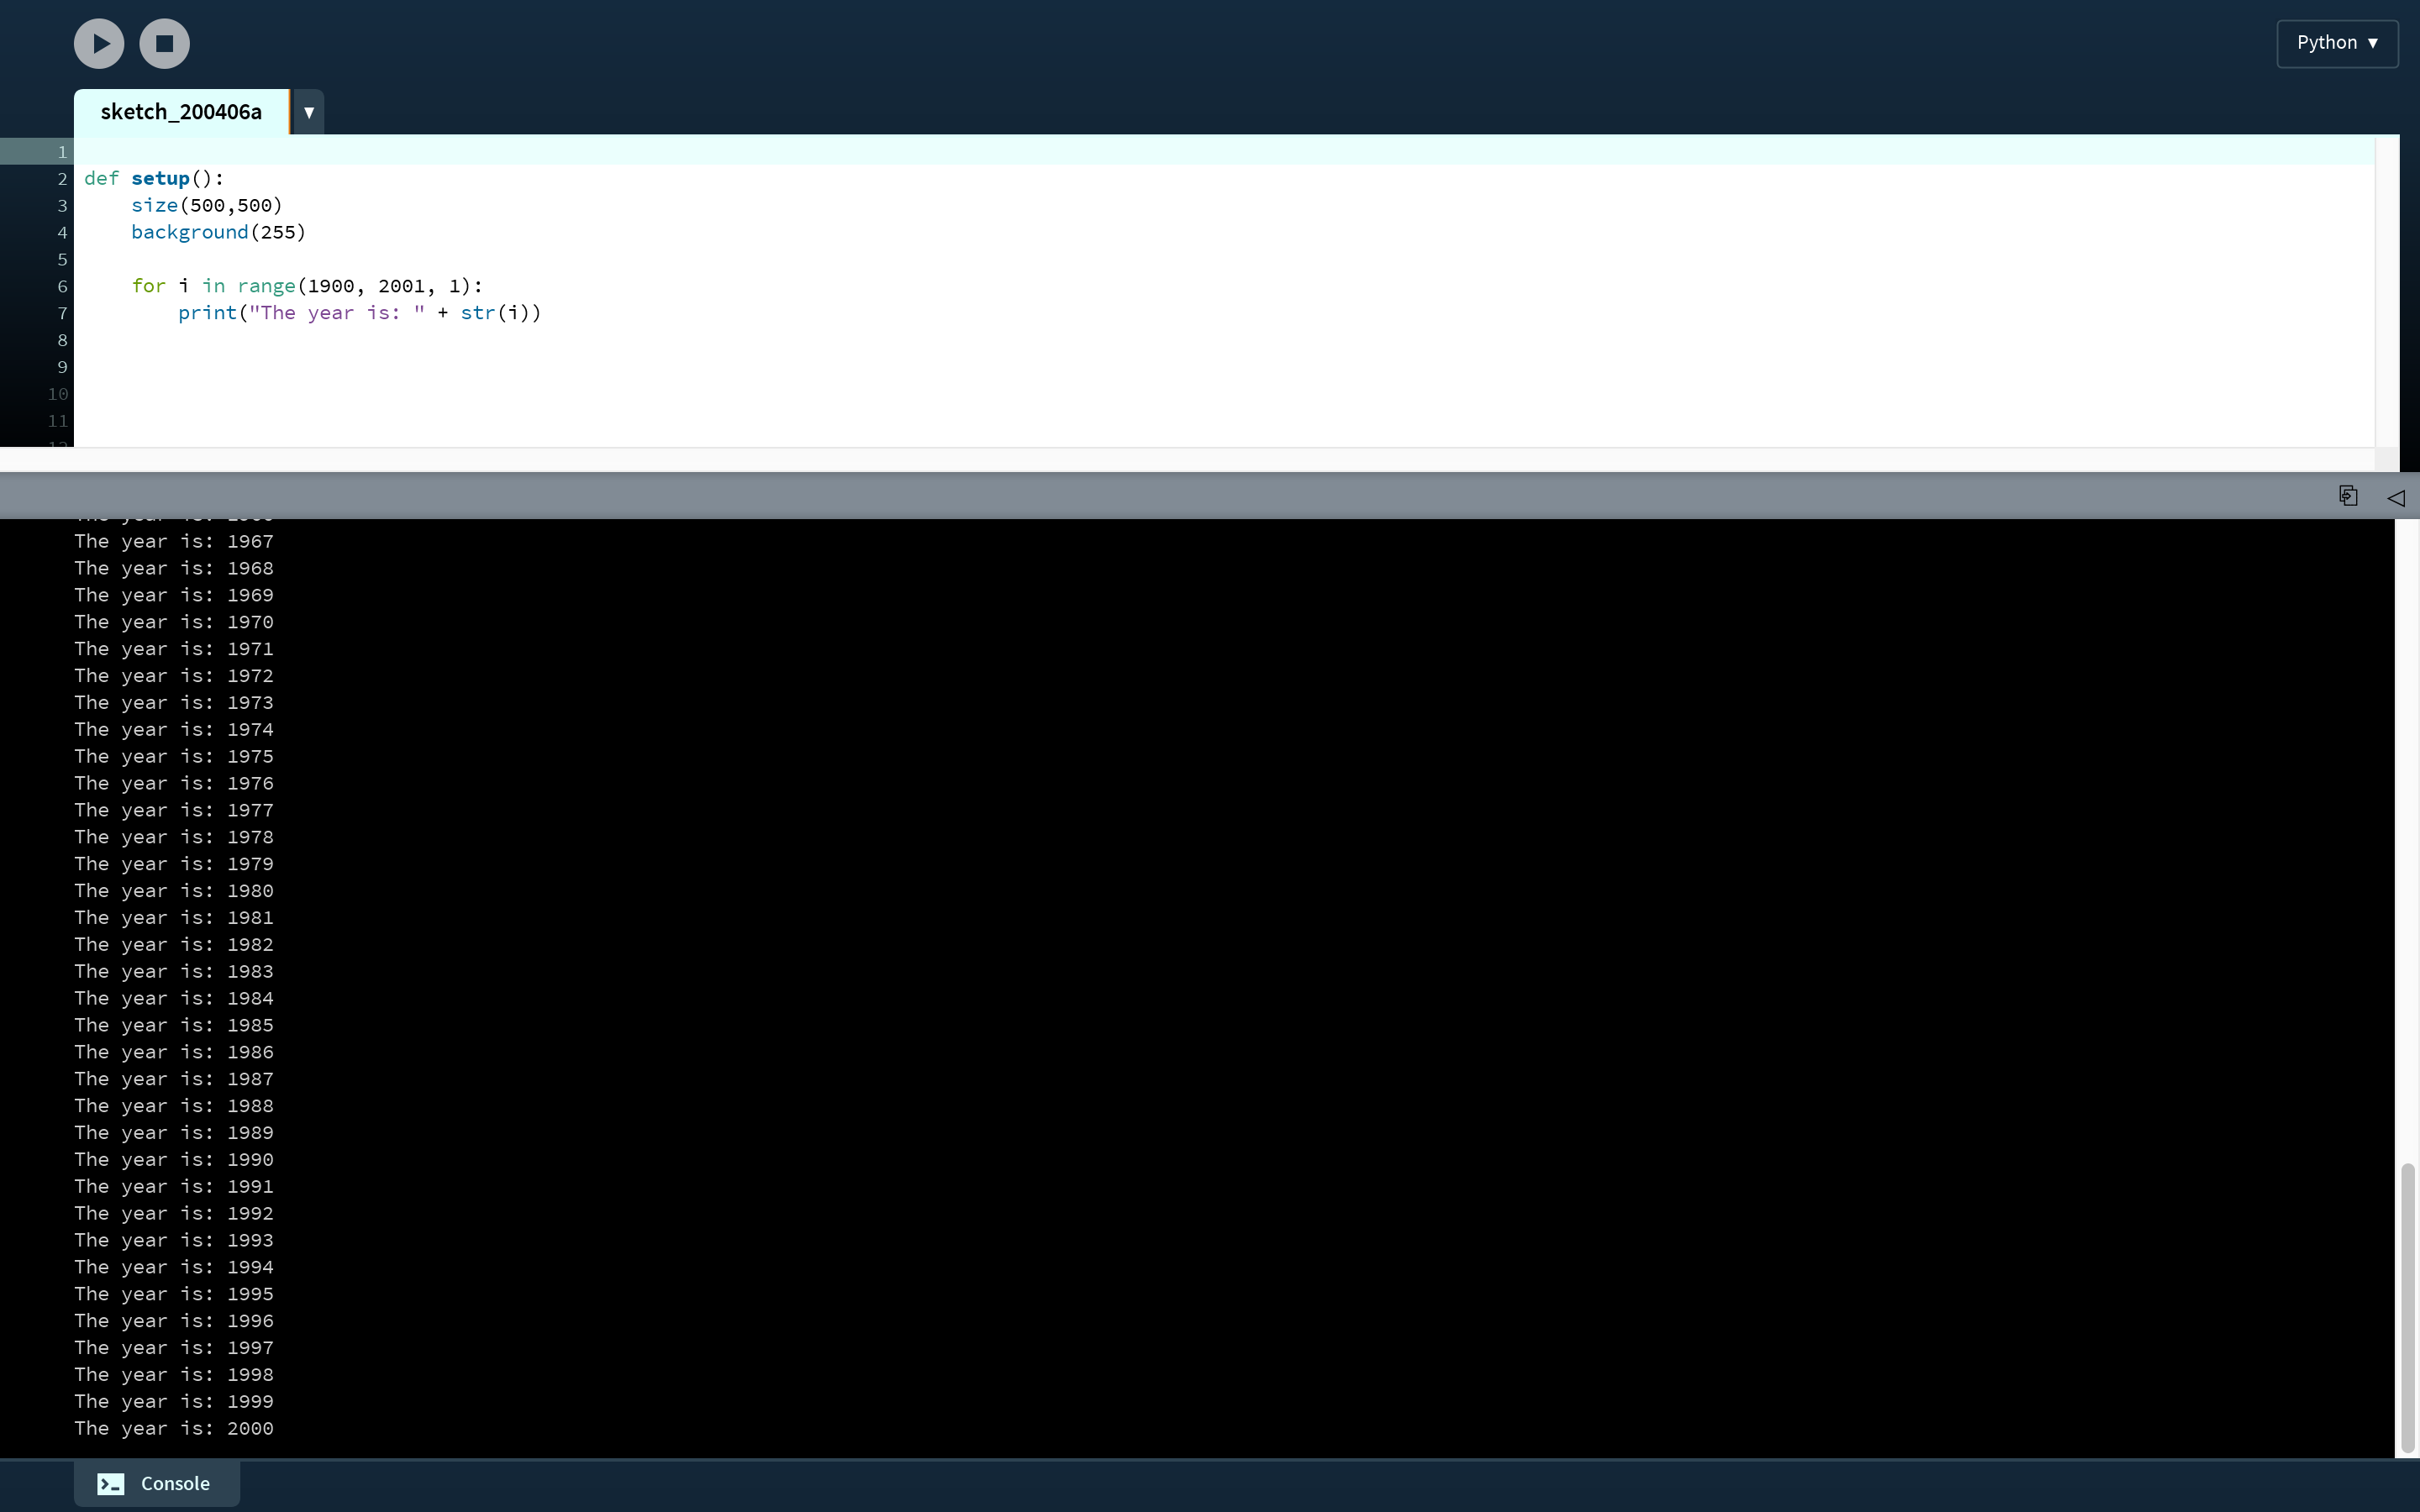 Python ▼
sketch_200406a ▼
1
2 def setup():
3     size(500,500)
4     background(255)
5
6     for i in range(1900, 2001, 1):
7         print("The year is: " + str(i))
8
9
10
11
The year is: 1967
The year is: 1968
The year is: 1969
The year is: 1970
The year is: 1971
The year is: 1972
The year is: 1973
The year is: 1974
The year is: 1975
The year is: 1976
The year is: 1977
The year is: 1978
The year is: 1979
The year is: 1980
The year is: 1981
The year is: 1982
The year is: 1983
The year is: 1984
The year is: 1985
The year is: 1986
The year is: 1987
The year is: 1988
The year is: 1989
The year is: 1990
The year is: 1991
The year is: 1992
The year is: 1993
The year is: 1994
The year is: 1995
The year is: 1996
The year is: 1997
The year is: 1998
The year is: 1999
The year is: 2000
Console